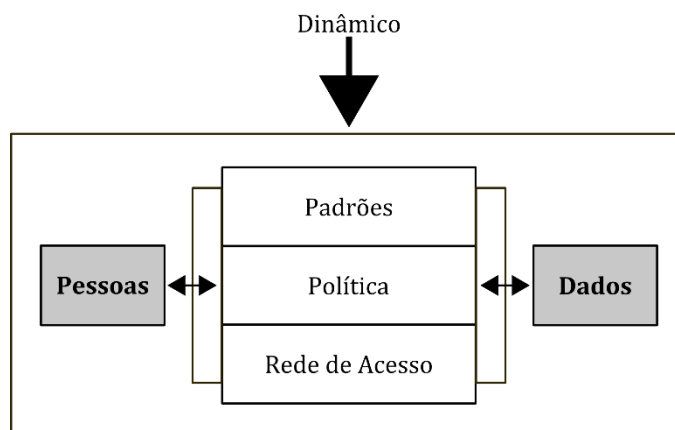 Dinâmico
Padrões
Pessoas
Política
Dados
Rede de Acesso